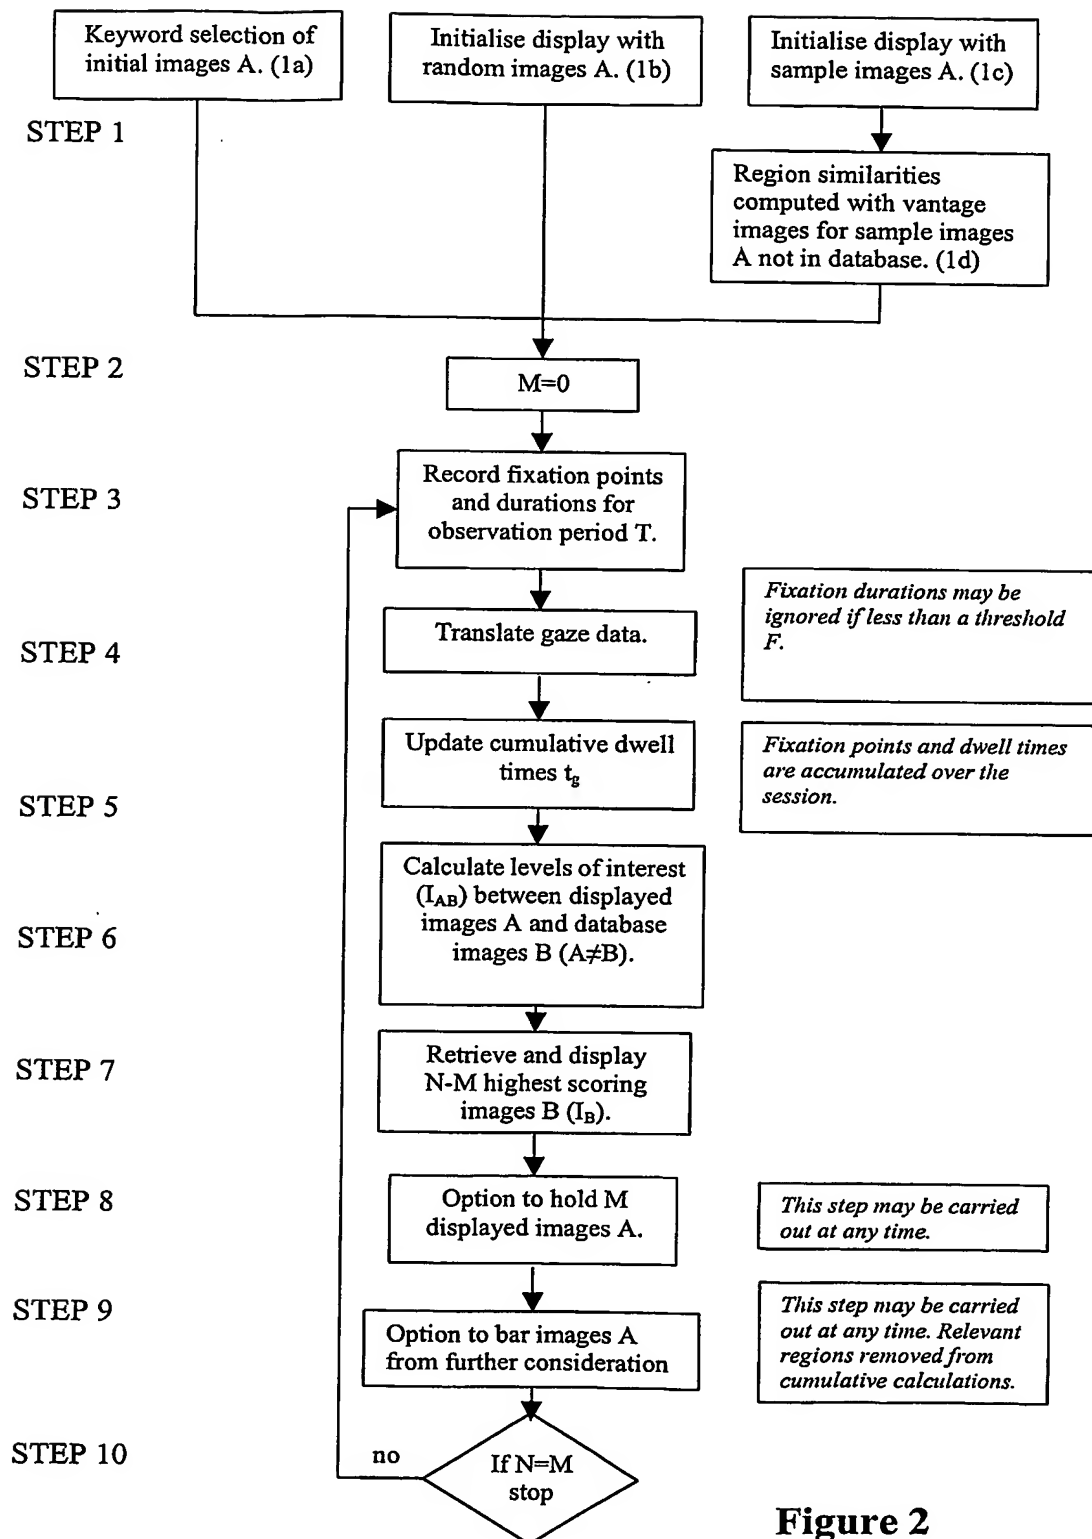 Keyword selection of
initial images A. (1a)
Initialise display with
random images A. (1b)
Initialise display with
sample images A. (1c)
STEP 1
Region similarities
computed with vantage
images for sample images
A not in database. (1d)
STEP 2
M=0
STEP 3
Record fixation points
and durations for
observation period T.
STEP 4
Translate gaze data.
Fixation durations may be
ignored if less than a threshold
F.
STEP 5
Update cumulative dwell
times tg
Fixation points and dwell times
are accumulated over the
session.
STEP 6
Calculate levels of interest
(IAB) between displayed
images A and database
images B (A≠B).
STEP 7
Retrieve and display
N-M highest scoring
images B (IB).
STEP 8
Option to hold M
displayed images A.
This step may be carried
out at any time.
STEP 9
Option to bar images A
from further consideration
This step may be carried
out at any time. Relevant
regions removed from
cumulative calculations.
STEP 10
no
If N=M
stop
Figure 2